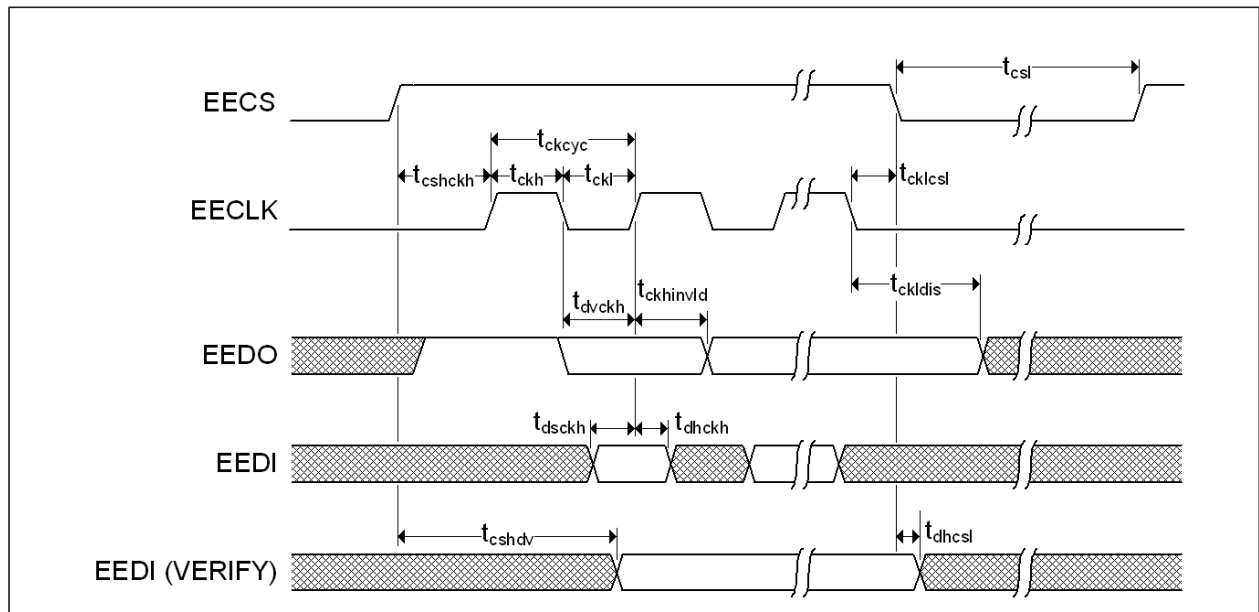 EECS
t_csl
t_ckcyc
t_cshckh
t_ckh
t_ckl
t_cklcsl
EECLK
t_ckldis
t_dvckh
t_ckhinvld
EEDO
t_dsckh
t_dhckh
EEDI
t_cshdv
t_dhcsl
EEDI (VERIFY)